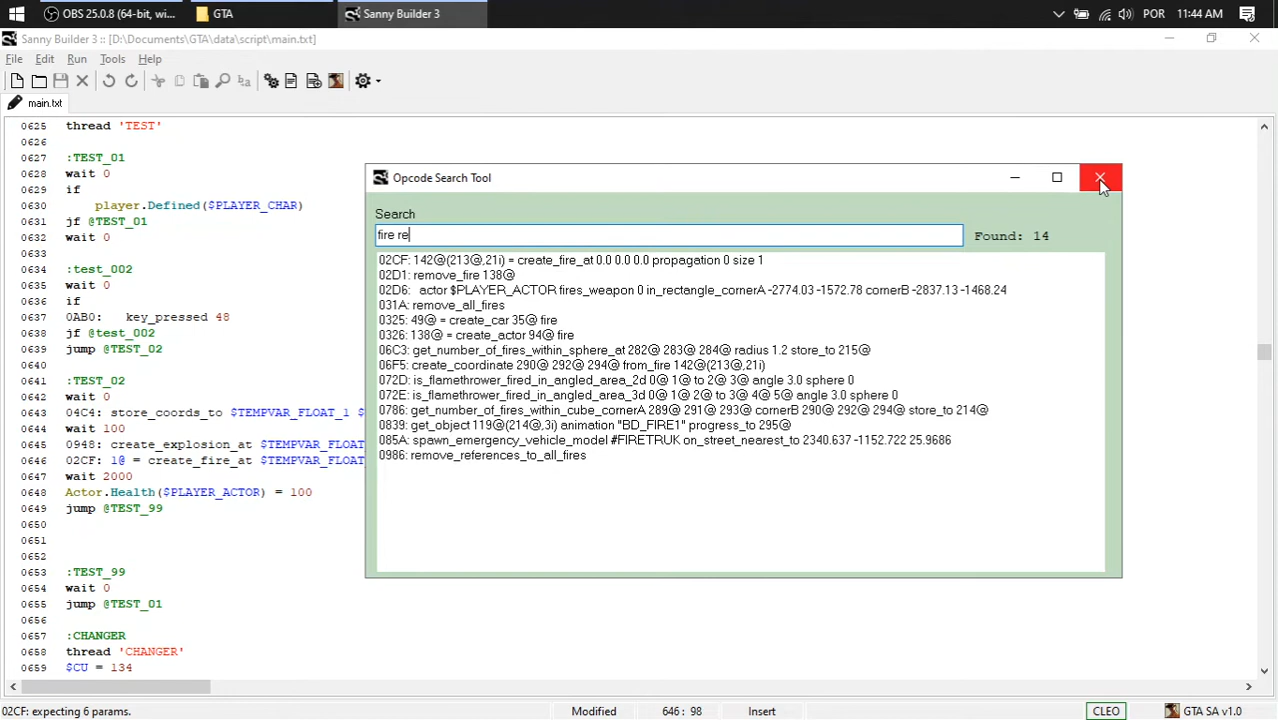 OBS 25.0.8 (64-bit, wi...
GTA
Sanny Builder 3
POR
11:44 AM
Sanny Builder 3 :: [D:\Documents\GTA\data\script\main.txt]
File Edit Run Tools Help
main.txt
0625 thread 'TEST'
0626
0627 :TEST_01
0628 wait 0
0629 if
0630 player.Defined($PLAYER_CHAR)
0631 jf @TEST_01
0632 wait 0
0633
0634 :test_002
0635 wait 0
0636 if
0637 0AB0: key_pressed 48
0638 jf @test_002
0639 jump @TEST_02
0640
0641 :TEST_02
0642 wait 0
0643 04C4: store_coords_to $TEMPVAR_FLOAT_1 $
0644 wait 100
0645 0948: create_explosion_at $TEMPVAR_FLOAT
0646 02CF: 1@ = create_fire_at $TEMPVAR_FLOAT
0647 wait 2000
0648 Actor.Health($PLAYER_ACTOR) = 100
0649 jump @TEST_99
0650
0651
0652
0653 :TEST_99
0654 wait 0
0655 jump @TEST_01
0656
0657 :CHANGER
0658 thread 'CHANGER'
0659 $CU = 134
Opcode Search Tool
Search
fire re
Found: 14
02CF: 142@(213@,21i) = create_fire_at 0.0 0.0 0.0 propagation 0 size 1
02D1: remove_fire 138@
02D6: actor $PLAYER_ACTOR fires_weapon 0 in_rectangle_cornerA -2774.03 -1572.78 cornerB -2837.13 -1468.24
031A: remove_all_fires
0325: 49@ = create_car 35@ fire
0326: 138@ = create_actor 94@ fire
06C3: get_number_of_fires_within_sphere_at 282@ 283@ 284@ radius 1.2 store_to 215@
06F5: create_coordinate 290@ 292@ 294@ from_fire 142@(213@,21i)
072D: is_flamethrower_fired_in_angled_area_2d 0@ 1@ to 2@ 3@ angle 3.0 sphere 0
072E: is_flamethrower_fired_in_angled_area_3d 0@ 1@ 2@ to 3@ 4@ 5@ angle 3.0 sphere 0
0786: get_number_of_fires_within_cube_cornerA 289@ 291@ 293@ cornerB 290@ 292@ 294@ store_to 214@
0839: get_object 119@(214@,3i) animation "BD_FIRE1" progress_to 295@
085A: spawn_emergency_vehicle_model #FIRETRUK on_street_nearest_to 2340.637 -1152.722 25.9686
0986: remove_references_to_all_fires
02CF: expecting 6 params.
Modified
646: 98
Insert
CLEO
GTA SA v1.0